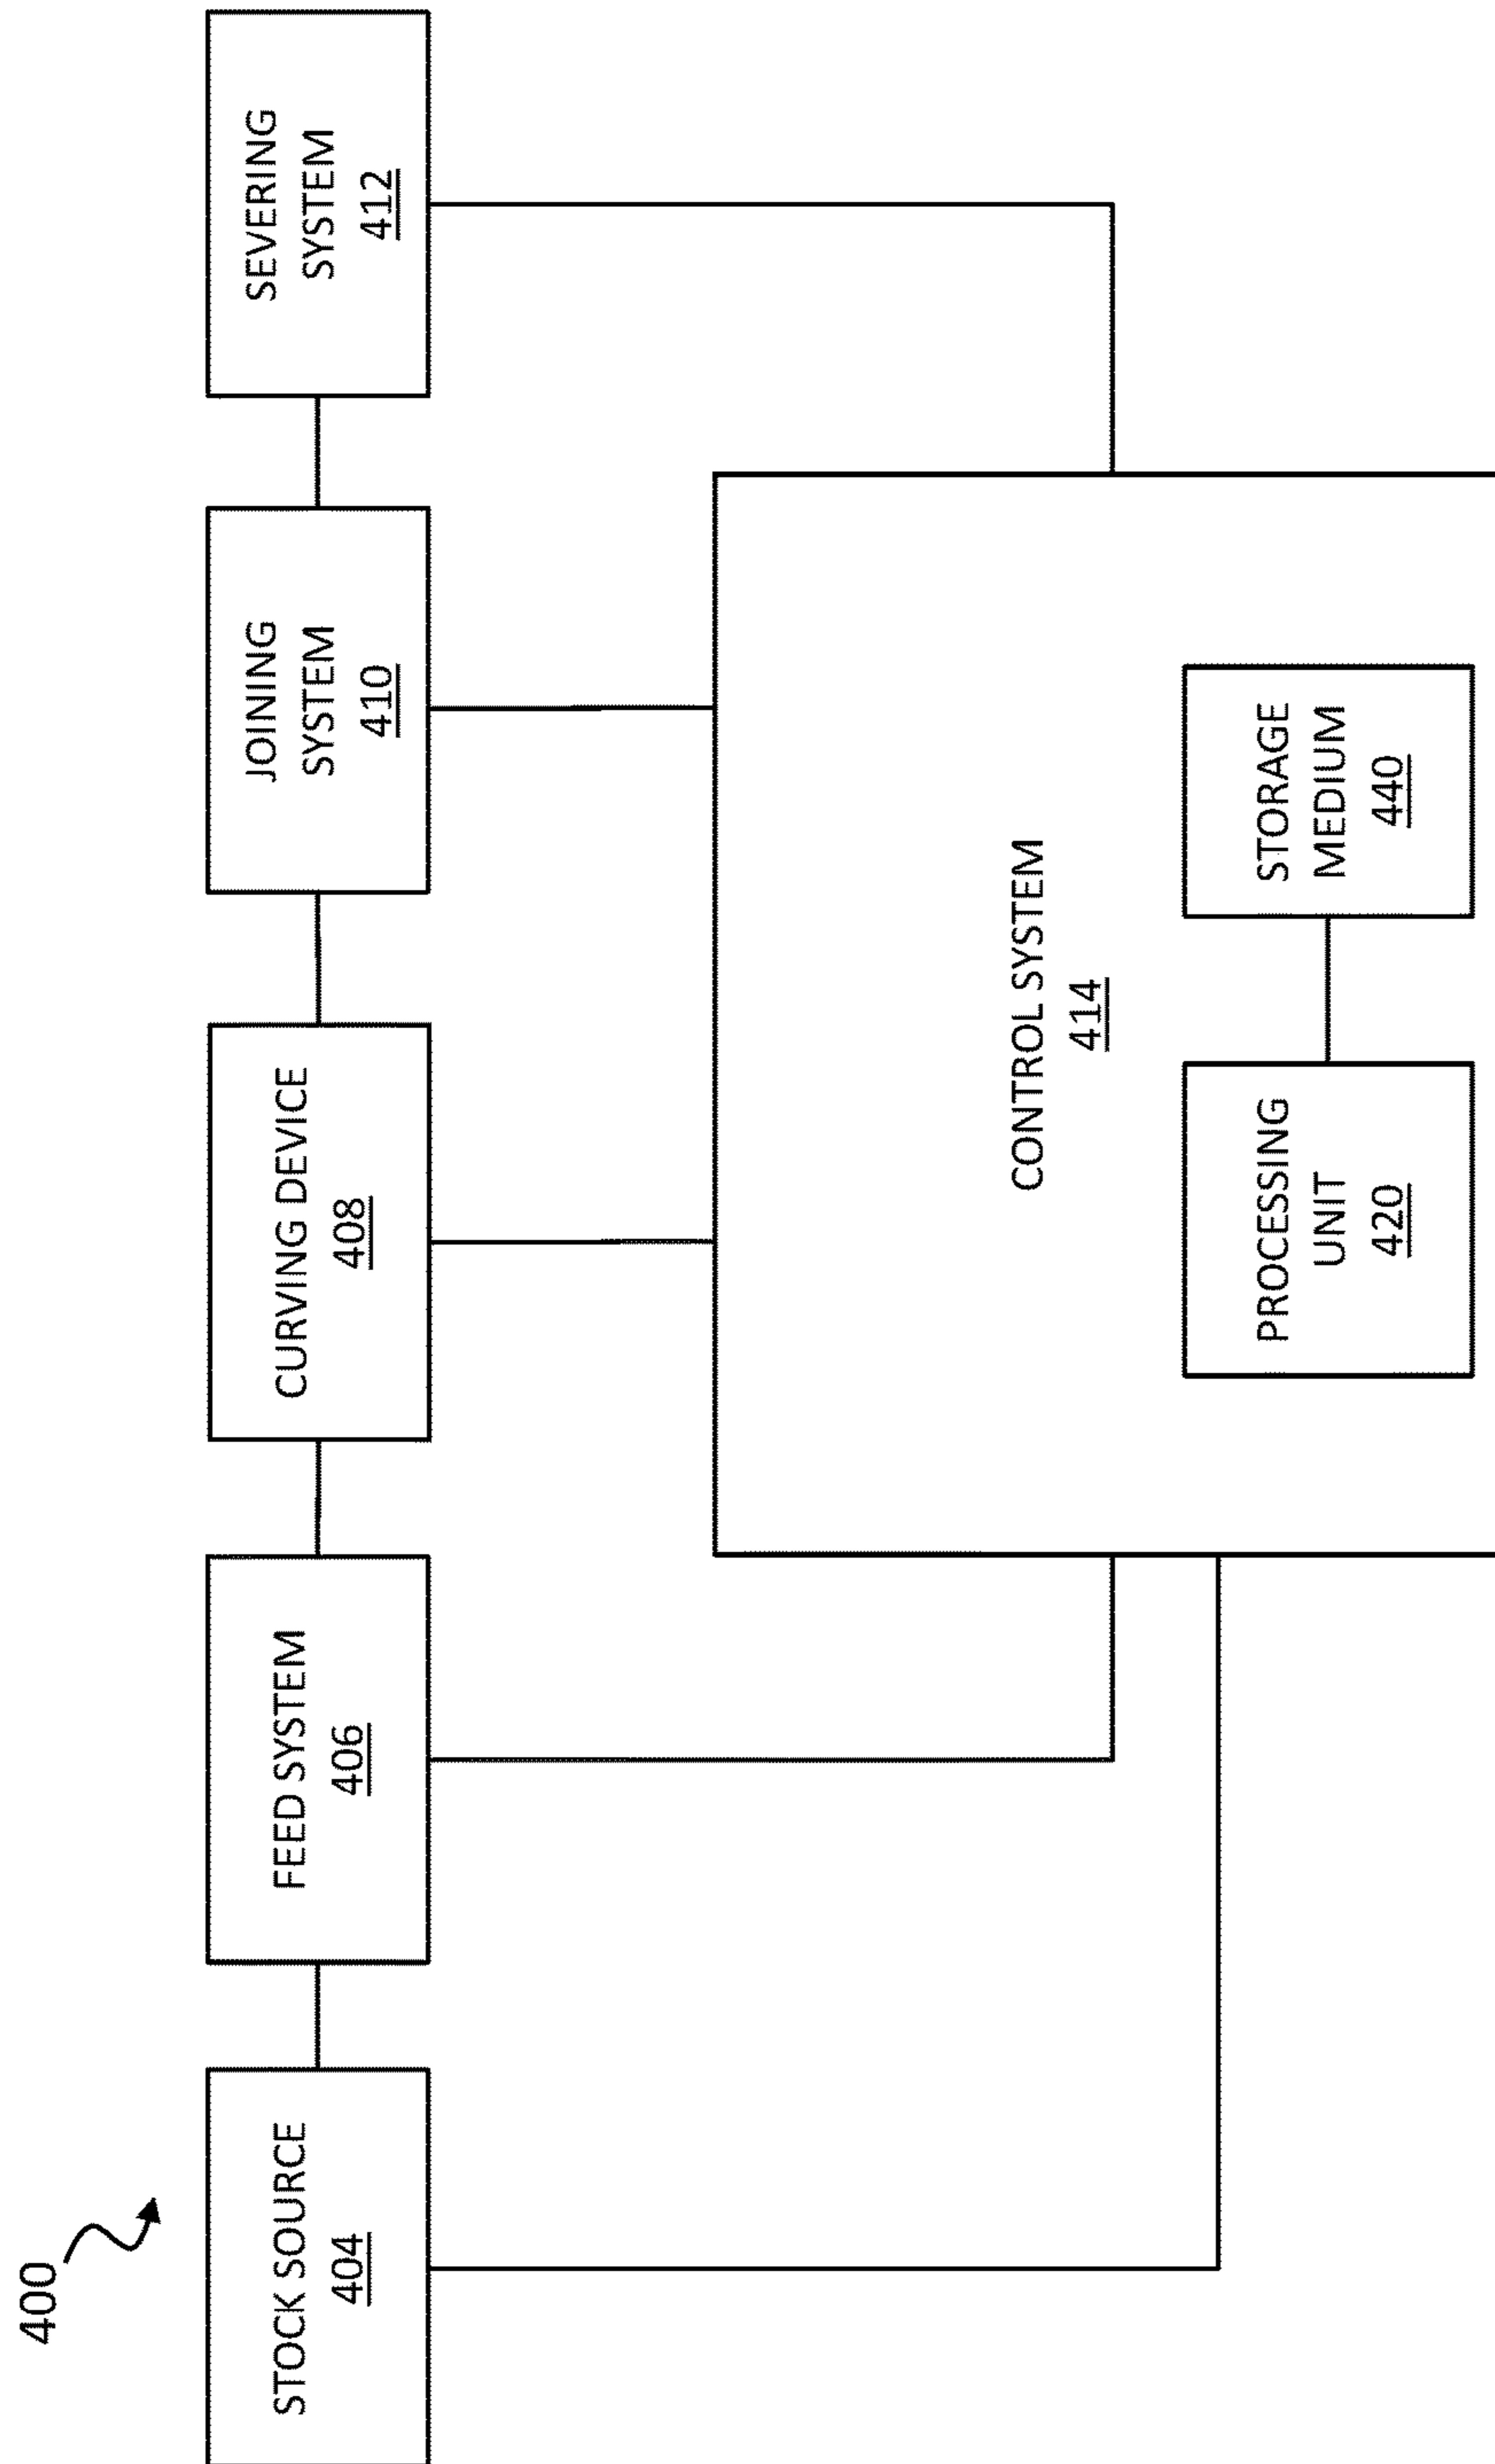 400
STOCK SOURCE
404
FEED SYSTEM
406
CURVING DEVICE
408
JOINING
SYSTEM
410
SEVERING
SYSTEM
412
CONTROL SYSTEM
414
PROCESSING
UNIT
420
STORAGE
MEDIUM
440